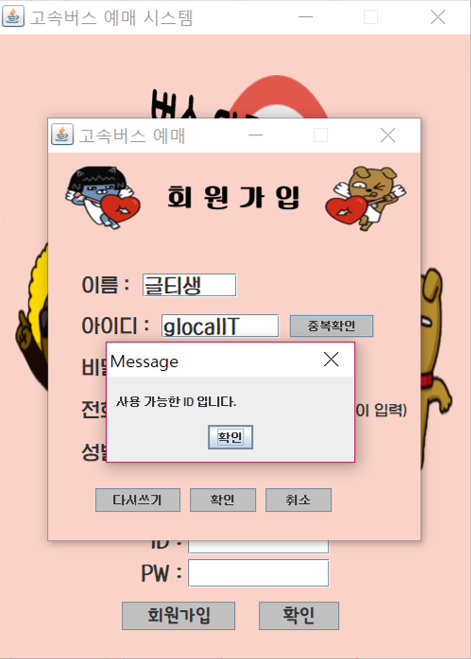 고속버스 예매 시스템
고속버스 예매
회 원 가 입
이름 : 글티생
아이디 : glocalIT 중복확인
Message
사용 가능한 ID 입니다.
확인
이 입력)
다시쓰기 확인 취소
ID :
PW :
회원가입 확인